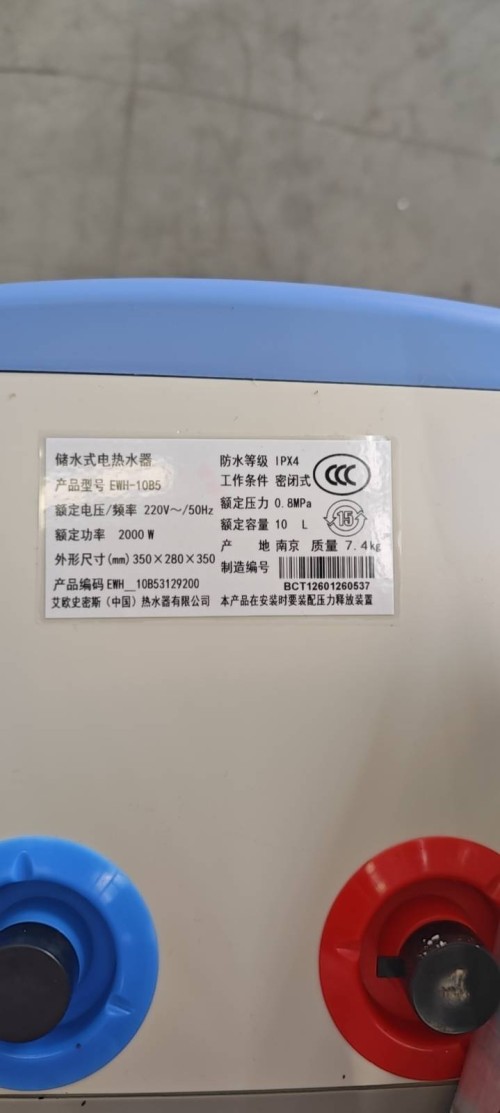 储水式电热水器
产品型号 EWH-10B5
额定电压/频率 220V～/50Hz
额定功率 2000 W
外形尺寸(mm) 350×280×350
产品编码 EWH__10B53129200
艾欧史密斯（中国）热水器有限公司
防水等级 IPX4
工作条件 密闭式
额定压力 0.8MPa
额定容量 10 L
产 地 南京 质量 7.4kg
制造编号
BCT12601260537
本产品在安装时要装配压力释放装置
CCC
15